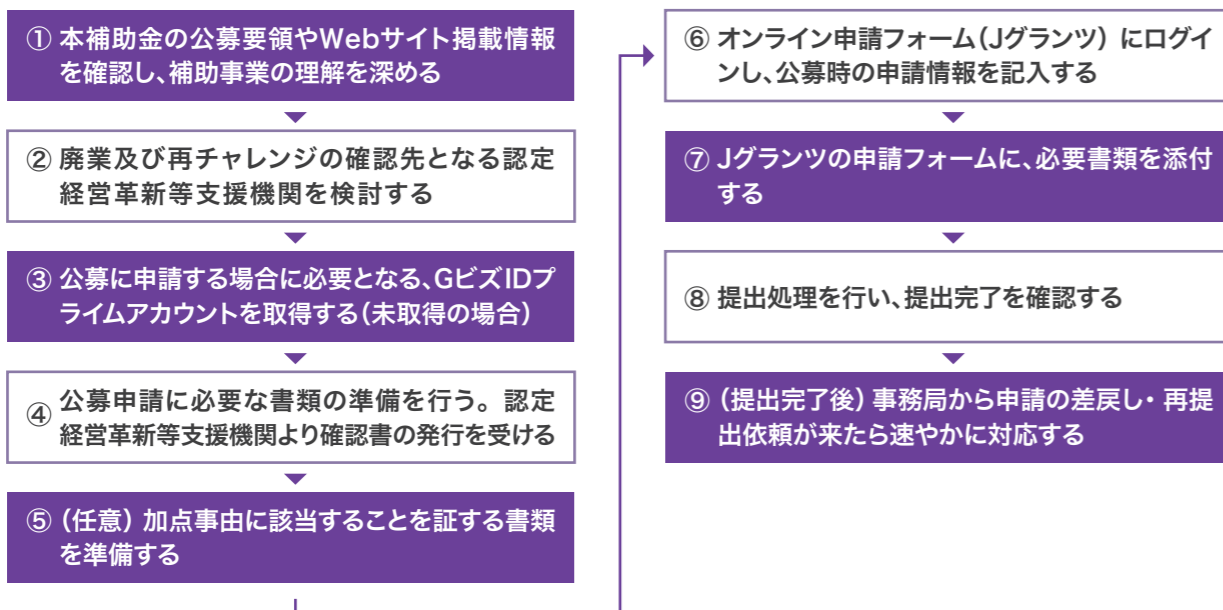 ① 本補助金の公募要領やWebサイト掲載情報
を確認し、補助事業の理解を深める
② 廃業及び再チャレンジの確認先となる認定
経営革新等支援機関を検討する
③ 公募に申請する場合に必要となる、GビズIDプ
ライムアカウントを取得する(未取得の場合)
④ 公募申請に必要な書類の準備を行う。認定
経営革新等支援機関より確認書の発行を受ける
⑤ (任意) 加点事由に該当することを証する書類
を準備する
⑥ オンライン申請フォーム(Jグランツ) にログイ
ンし、公募時の申請情報を記入する
⑦ Jグランツの申請フォームに、必要書類を添付
する
⑧ 提出処理を行い、提出完了を確認する
⑨ (提出完了後) 事務局から申請の差戻し・再提
出依頼が来たら速やかに対応する